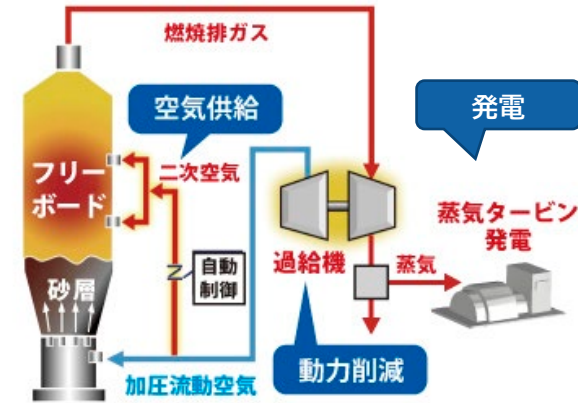 燃焼排ガス
空気供給
発電
フリー
ボード
二次空気
蒸気タービン
発電
過給機
蒸気
自動
制御
砂層
動力削減
加圧流動空気